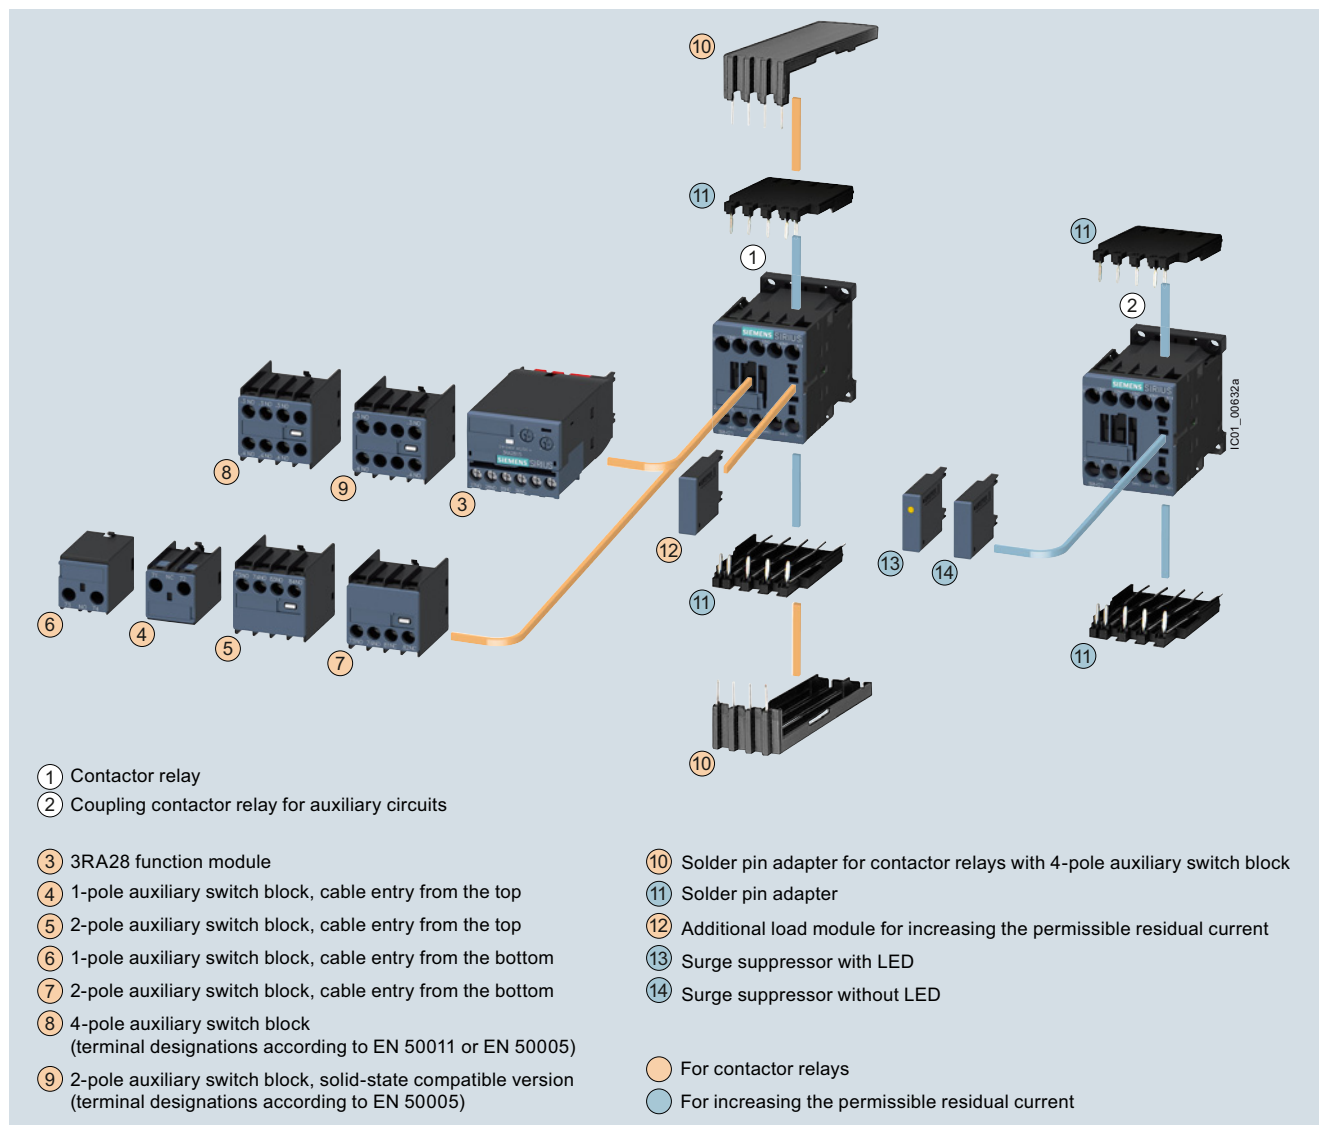 10
11
1
11
2
SIEMENS SIRIUS
SIEMENS
IC01_00632a
8
9
3
SIEMENS SIRIUS
12
13
14
6
4
5
7
11
11
10
1 Contactor relay
2 Coupling contactor relay for auxiliary circuits
3 3RA28 function module
4 1-pole auxiliary switch block, cable entry from the top
5 2-pole auxiliary switch block, cable entry from the top
6 1-pole auxiliary switch block, cable entry from the bottom
7 2-pole auxiliary switch block, cable entry from the bottom
8 4-pole auxiliary switch block
(terminal designations according to EN 50011 or EN 50005)
9 2-pole auxiliary switch block, solid-state compatible version
(terminal designations according to EN 50005)
10 Solder pin adapter for contactor relays with 4-pole auxiliary switch block
11 Solder pin adapter
12 Additional load module for increasing the permissible residual current
13 Surge suppressor with LED
14 Surge suppressor without LED
For contactor relays
For increasing the permissible residual current